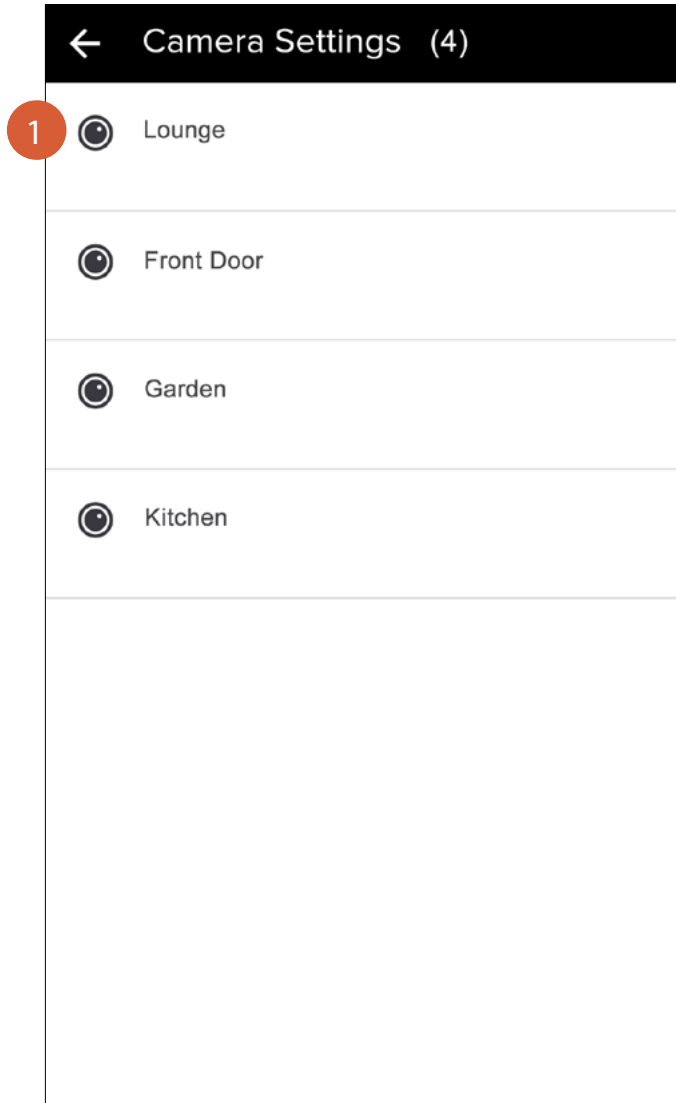 Camera Settings (4)
1
Lounge
Front Door
Garden
Kitchen